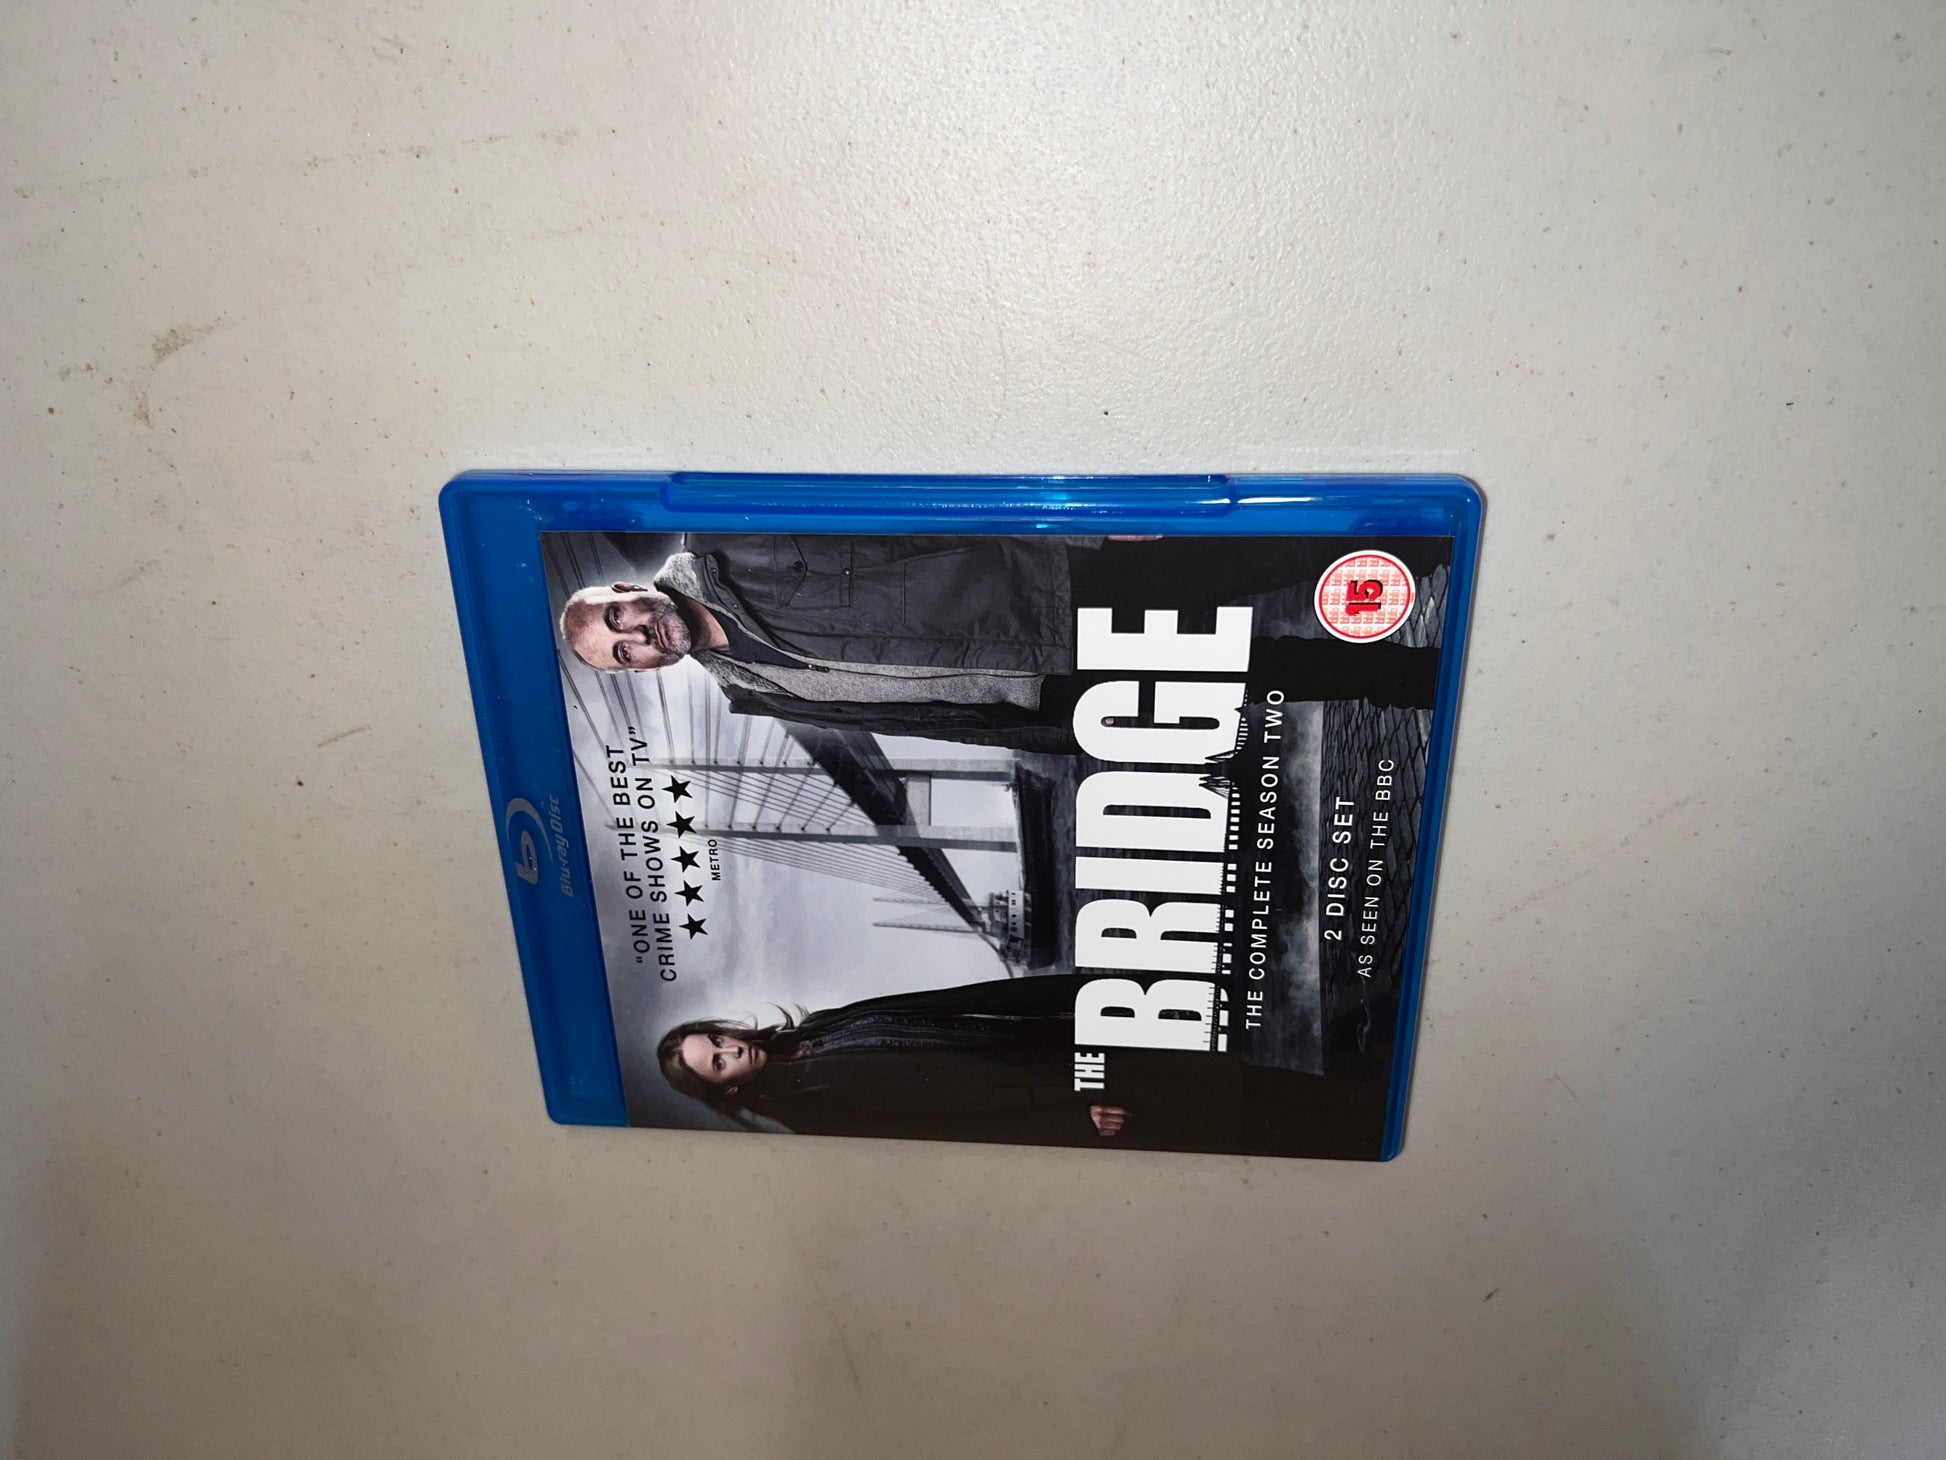 Blu-ray Disc
"ONE OF THE BEST
CRIME SHOWS ON TV"
★★★★★
METRO
THE
BRIDGE
THE COMPLETE SEASON TWO
2 DISC SET
AS SEEN ON THE BBC
15